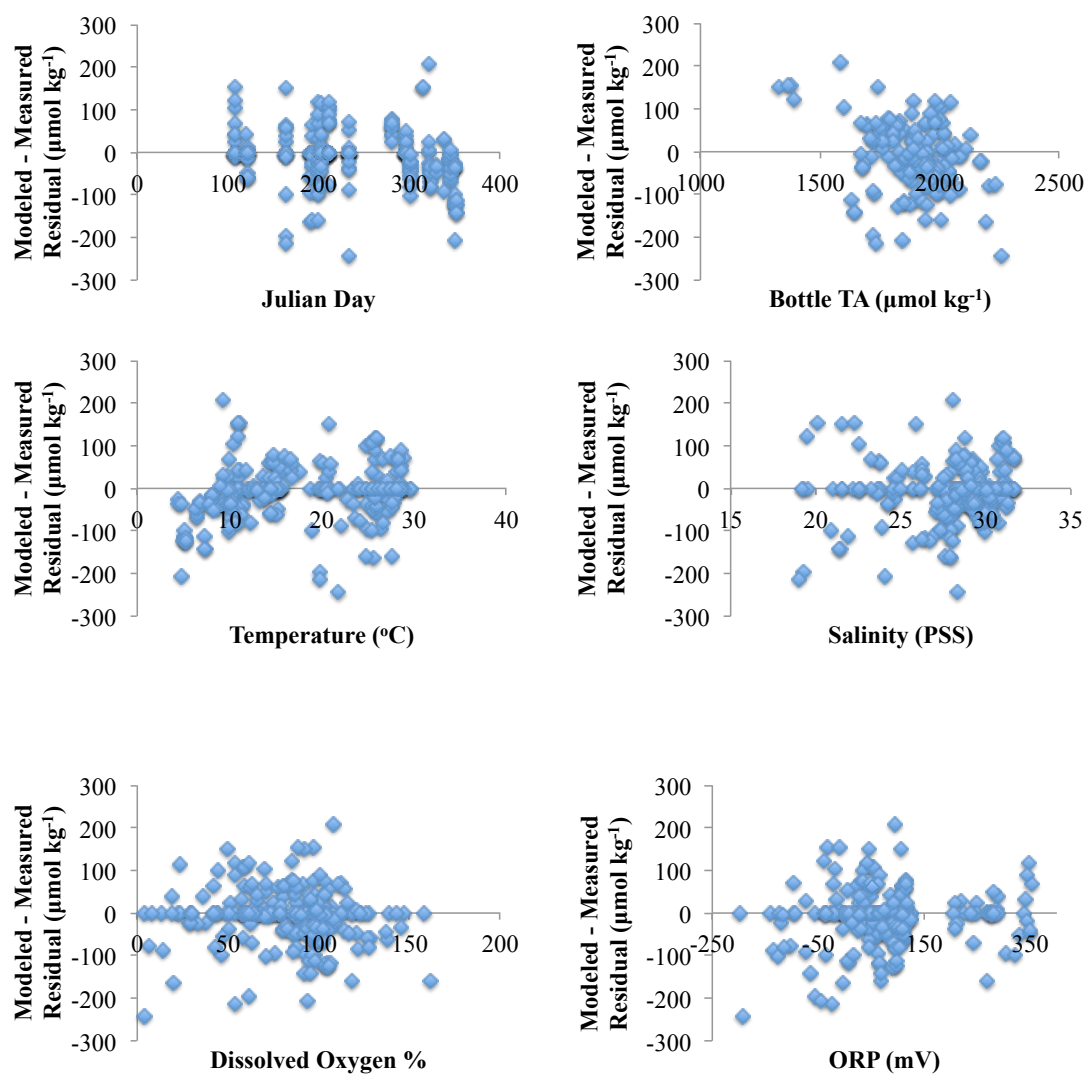 Modeled - Measured
Residual (µmol kg⁻¹)
300
200
100
0
-100
-200
-300
0 100 200 300 400
Julian Day
Modeled - Measured
Residual (µmol kg⁻¹)
300
200
100
0
-100
-200
-300
1000 1500 2000 2500
Bottle TA (µmol kg⁻¹)
Modeled - Measured
Residual (µmol kg⁻¹)
300
200
100
0
-100
-200
-300
0 10 20 30 40
Temperature (ºC)
Modeled - Measured
Residual (µmol kg⁻¹)
300
200
100
0
-100
-200
-300
15 20 25 30 35
Salinity (PSS)
Modeled - Measured
Residual (µmol kg⁻¹)
300
200
100
0
-100
-200
-300
0 50 100 150 200
Dissolved Oxygen %
Modeled - Measured
Residual (µmol kg⁻¹)
300
200
100
0
-100
-200
-300
-250 -50 150 350
ORP (mV)